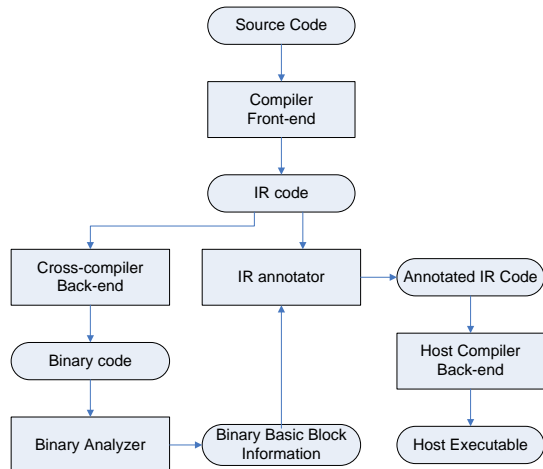 Source Code
Compiler
Front-end
IR code
Cross-compiler
Back-end
IR annotator
Annotated IR Code
Binary code
Host Compiler
Back-end
Binary Analyzer
Binary Basic Block
Information
Host Executable